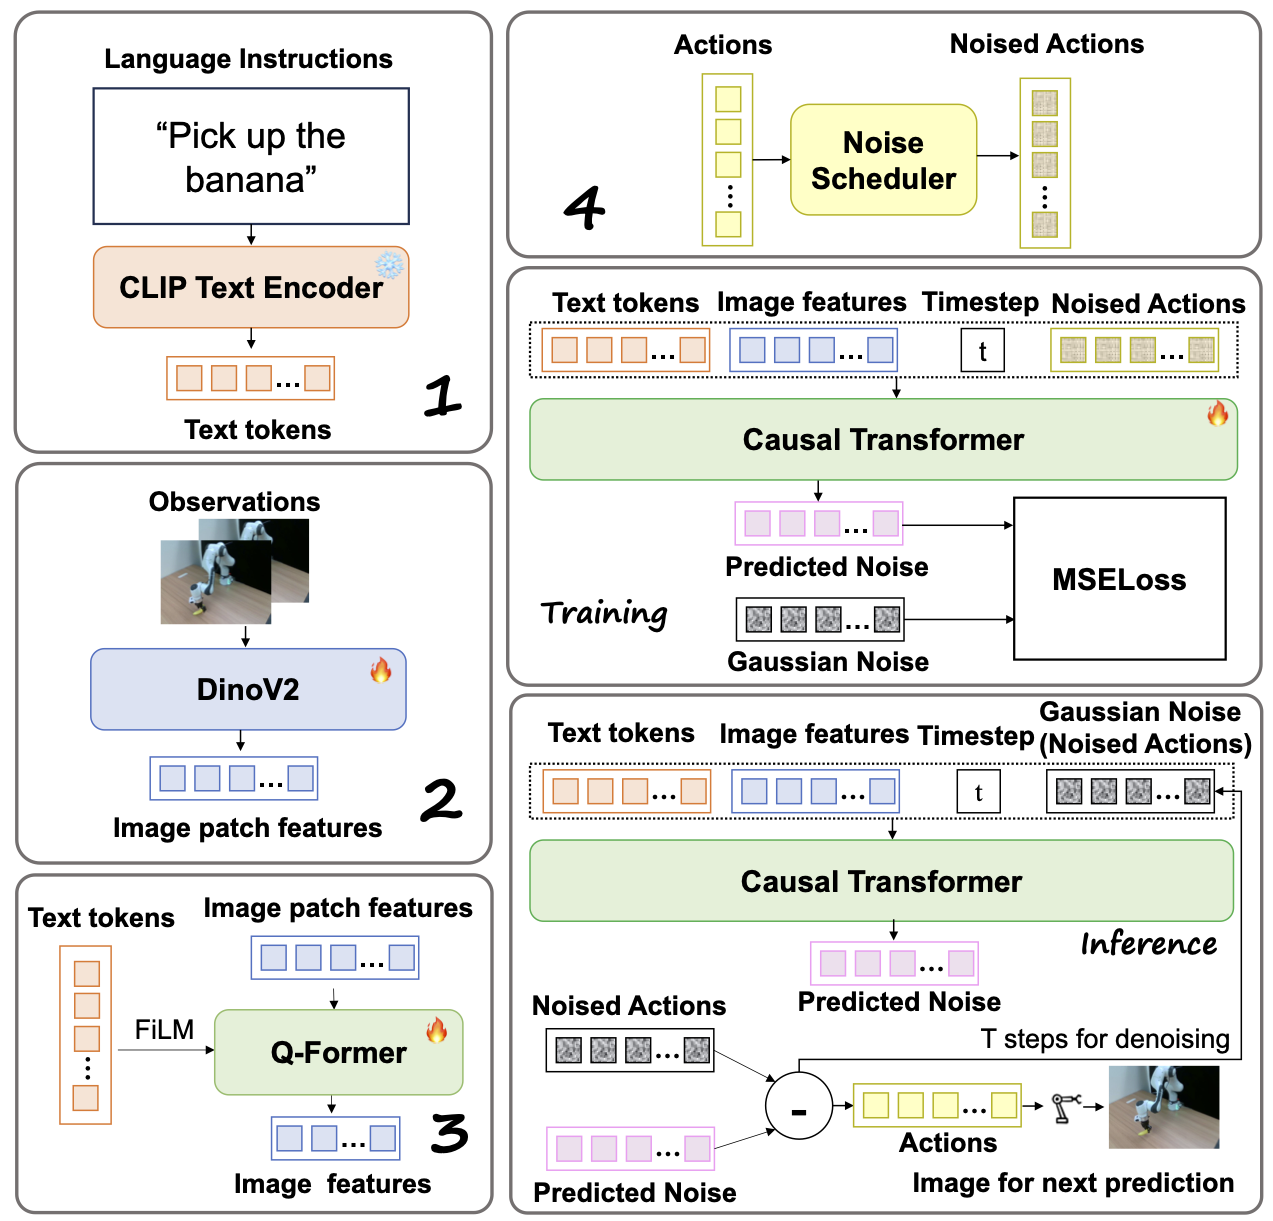 Language Instructions
“Pick up the
banana”
CLIP Text Encoder
...
Text tokens
1
Observations
DinoV2
...
Image patch features
2
Text tokens
Image patch features
...
FiLM
Q-Former
...
Image features
3
Actions
Noised Actions
Noise
Scheduler
4
Text tokens
Image features
Timestep
Noised Actions
...
...
t
...
Causal Transformer
...
Predicted Noise
MSELoss
Training
...
Gaussian Noise
Text tokens
Image features
Timestep
Gaussian Noise
(Noised Actions)
...
...
t
...
Causal Transformer
Inference
...
Predicted Noise
Noised Actions
...
T steps for denoising
-
...
Actions
...
Predicted Noise
Image for next prediction